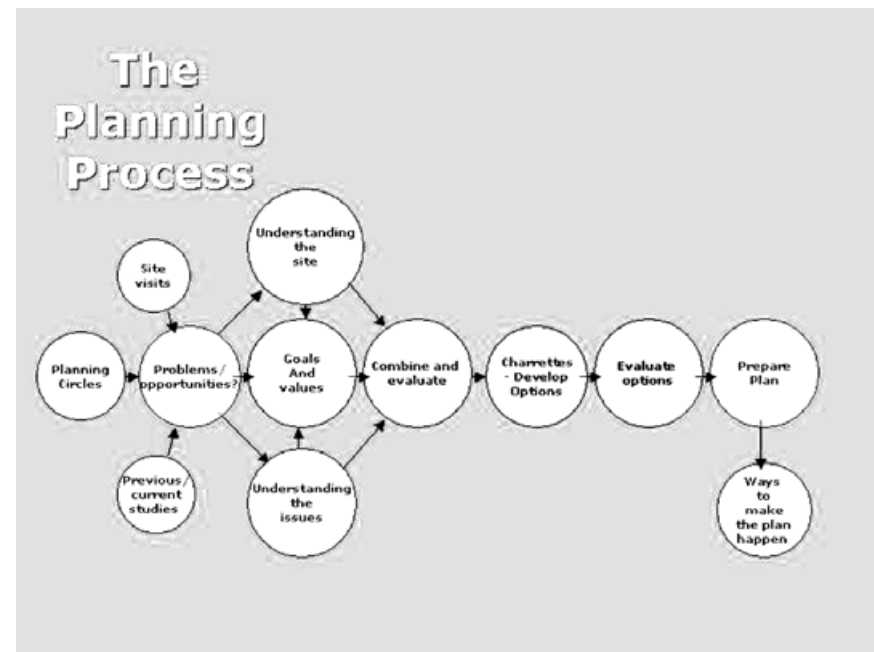 The
Planning
Process
Understanding
the
site
Site
visits
Planning
Circles
Problems/
opportunities?
Goals
And
values
Combine and
evaluate
Charrettes
- Develop
Options
Evaluate
options
Prepare
Plan
Previous/
current
studies
Understanding
the
issues
Ways
to
make
the plan
happen